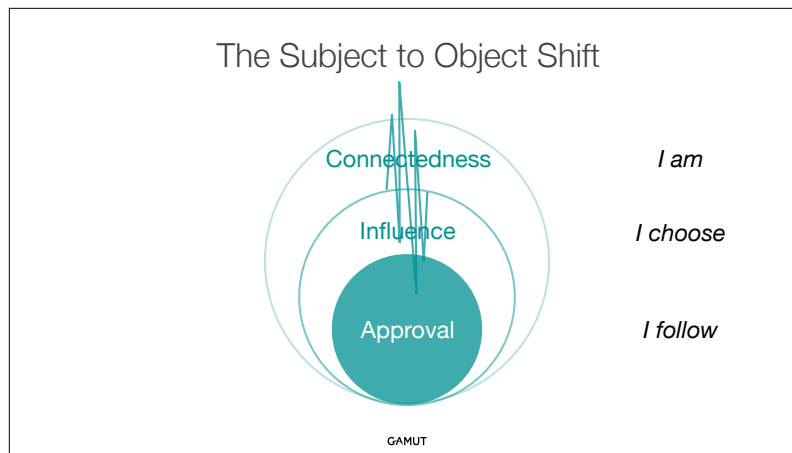 The Subject to Object Shift
Connectedness
I am
Influence
I choose
Approval
I follow
GAMUT